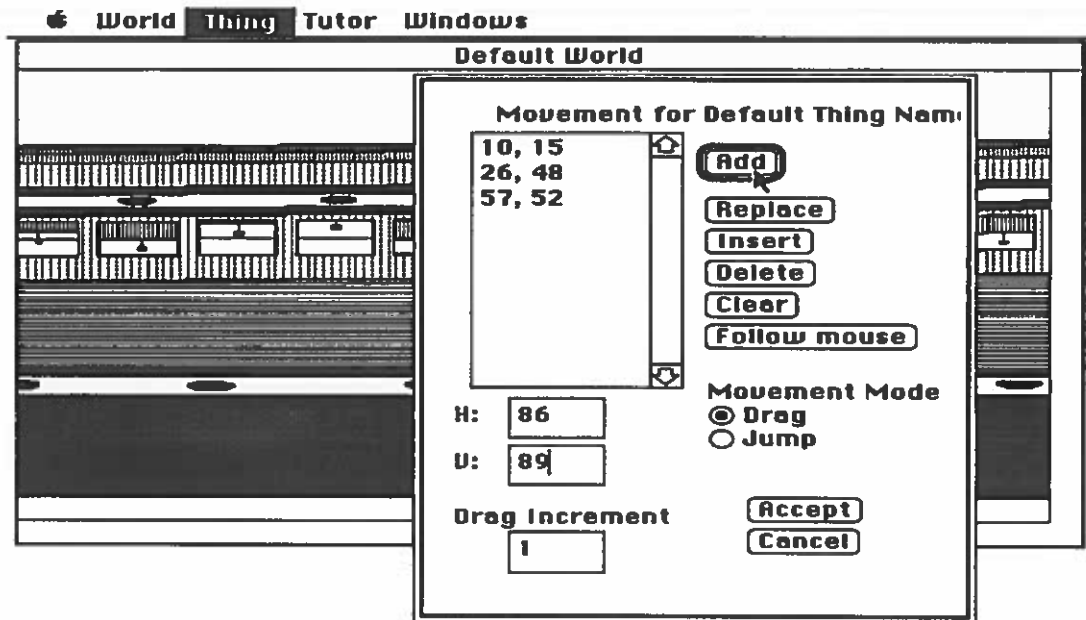 World Thing Tutor Windows
Default World
Movement for Default Thing Nam
10, 15
26, 48
57, 52
Add
Replace
Insert
Delete
Clear
Follow mouse
Movement Mode
Drag
Jump
H: 86
V: 89
Drag Increment
1
Accept
Cancel